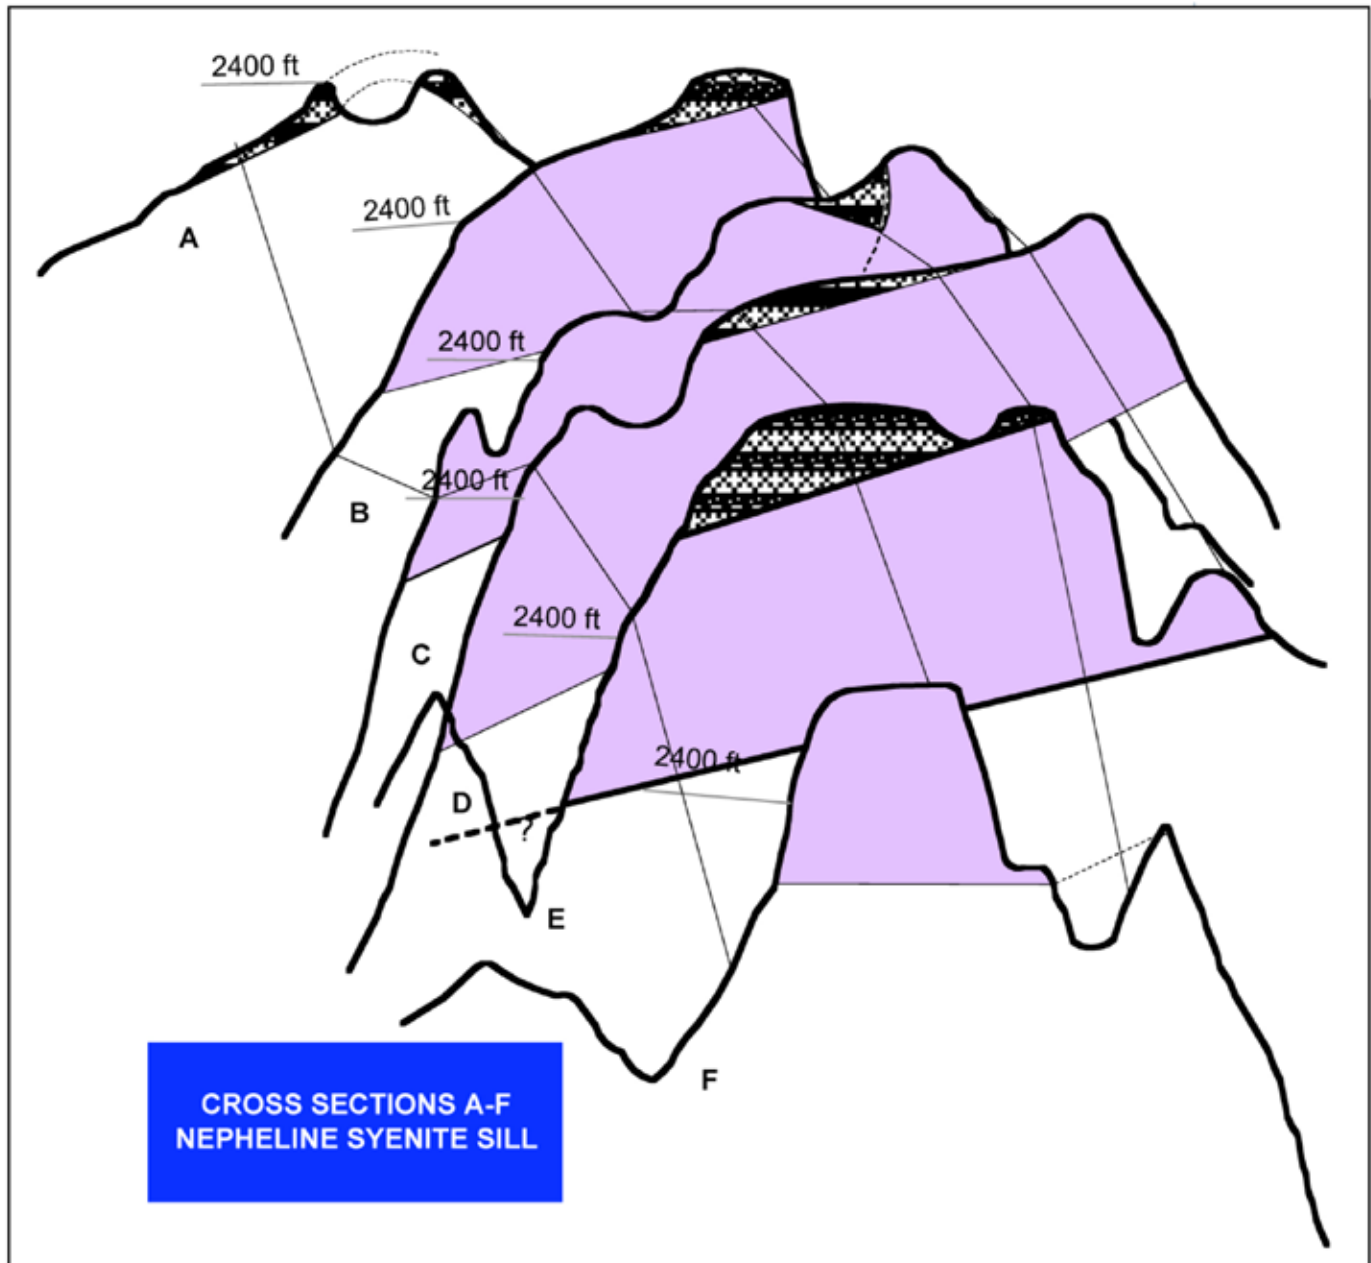 2400 ft
2400 ft
A
2400 ft
2400 ft
B
2400 ft
C
2400 ft
D
?
E
F
CROSS SECTIONS A-F
NEPHELINE SYENITE SILL